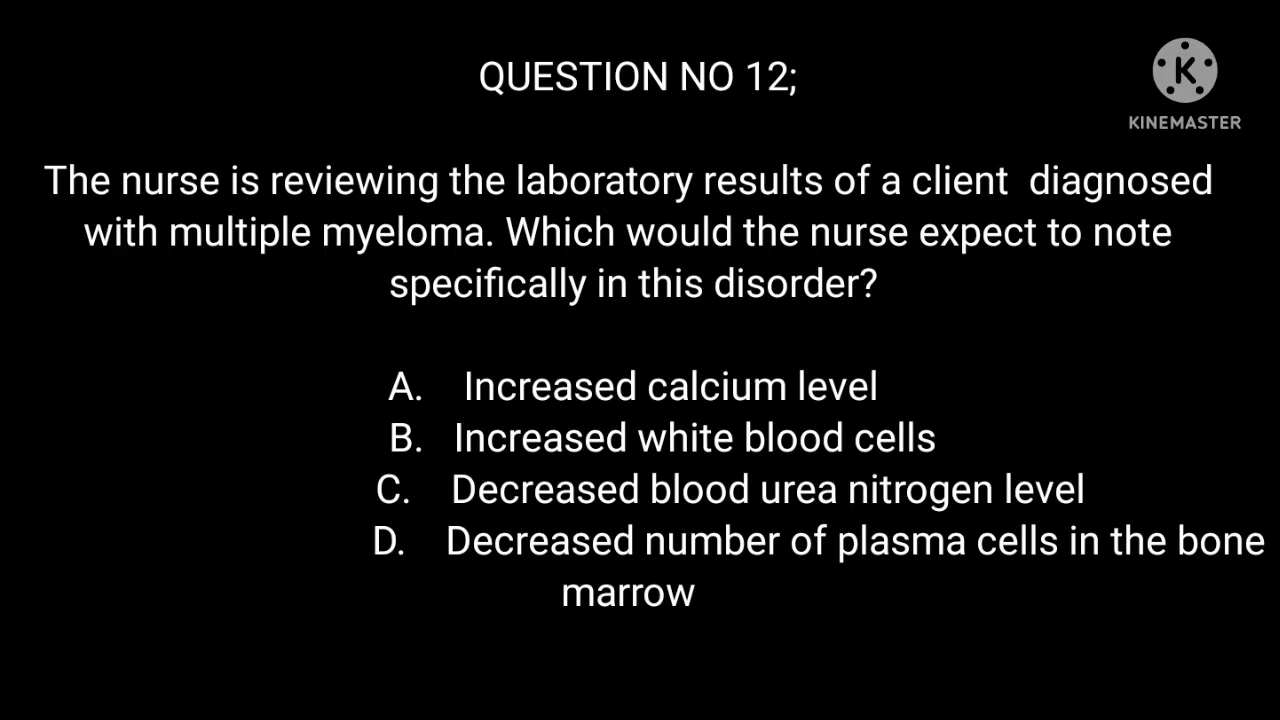 QUESTION NO 12;
K
KINEMASTER
The nurse is reviewing the laboratory results of a client diagnosed
with multiple myeloma. Which would the nurse expect to note
specifically in this disorder?
A. Increased calcium level
B. Increased white blood cells
C. Decreased blood urea nitrogen level
D. Decreased number of plasma cells in the bone
marrow